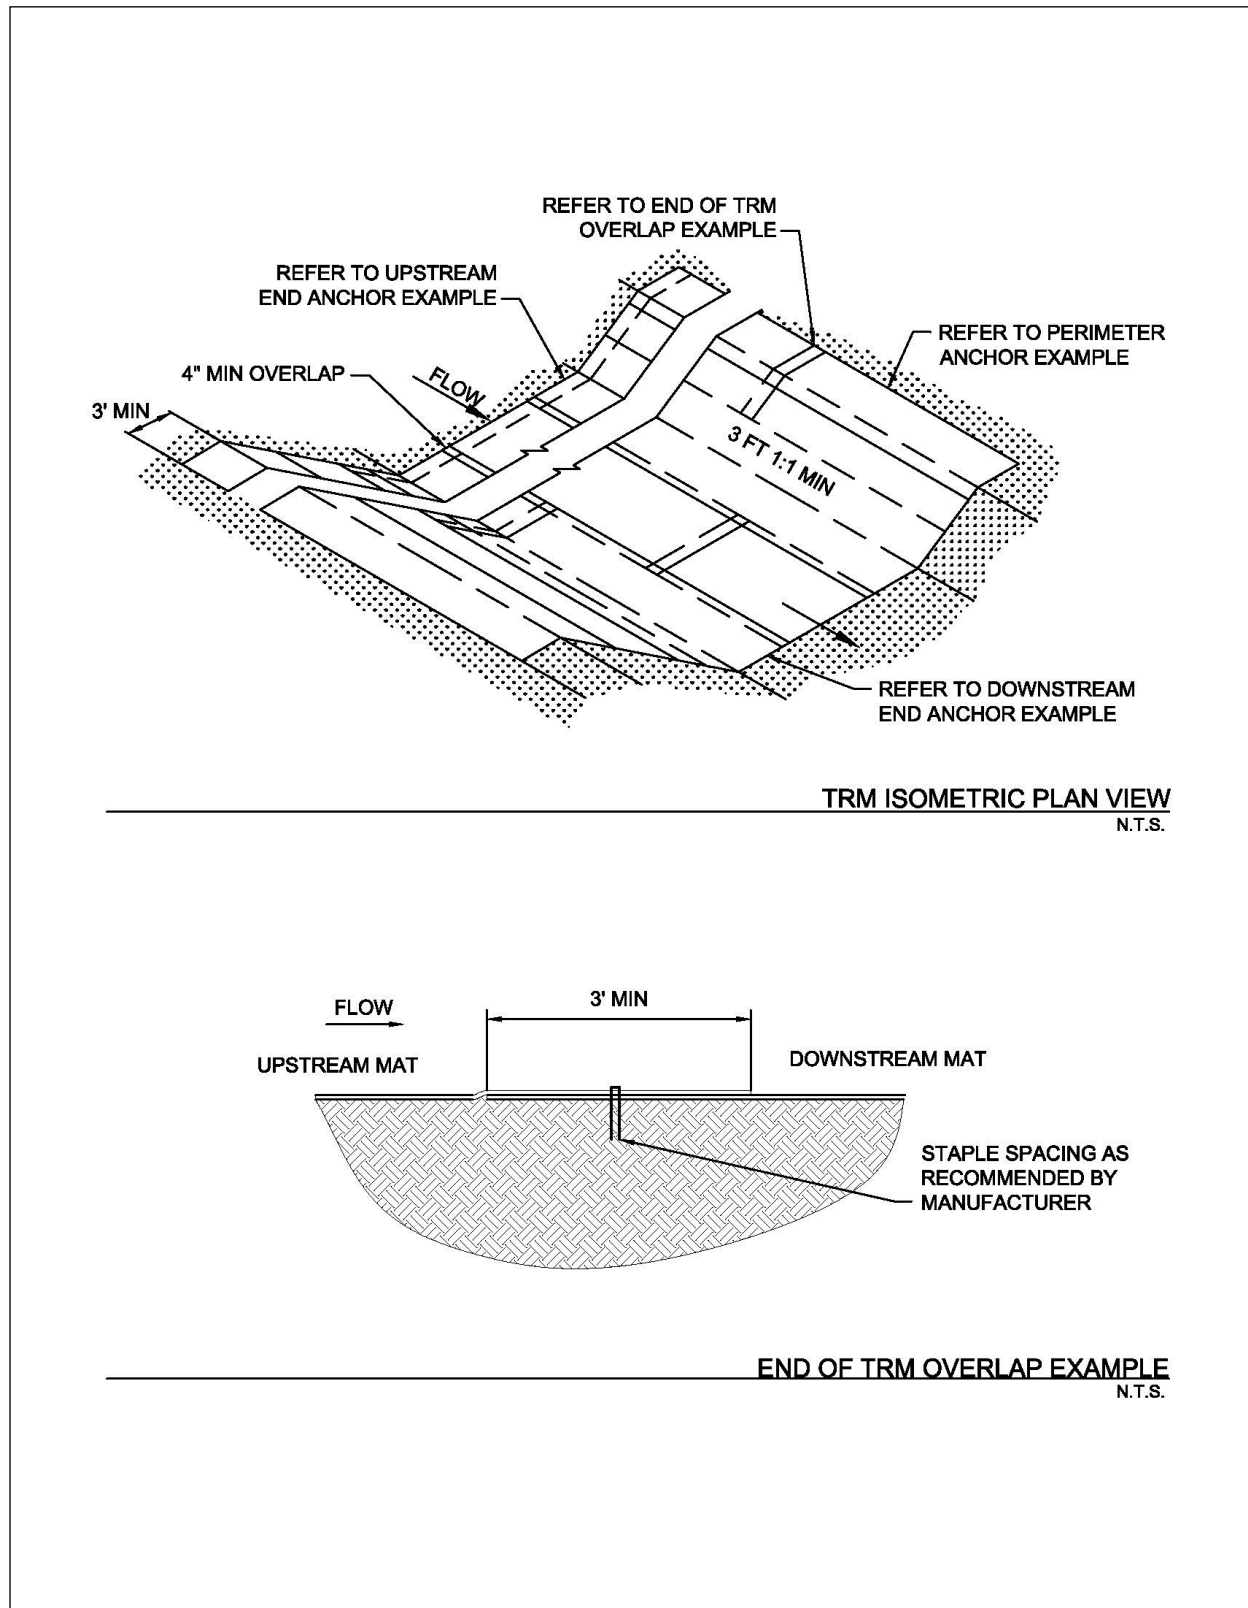 REFER TO END OF TRM
OVERLAP EXAMPLE
REFER TO UPSTREAM
END ANCHOR EXAMPLE
REFER TO PERIMETER
ANCHOR EXAMPLE
4" MIN OVERLAP
FLOW
3' MIN
3 FT 1:1 MIN
REFER TO DOWNSTREAM
END ANCHOR EXAMPLE
TRM ISOMETRIC PLAN VIEW
N.T.S.
FLOW
3' MIN
UPSTREAM MAT
DOWNSTREAM MAT
STAPLE SPACING AS
RECOMMENDED BY
MANUFACTURER
END OF TRM OVERLAP EXAMPLE
N.T.S.